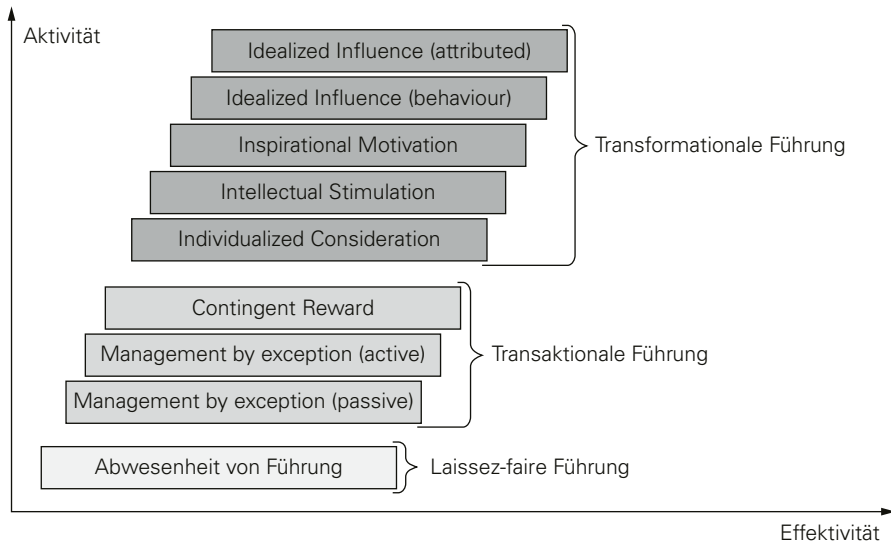 Aktivität
Idealized Influence (attributed)
Idealized Influence (behaviour)
Inspirational Motivation
Transformationale Führung
Intellectual Stimulation
Individualized Consideration
Contingent Reward
Management by exception (active)
Transaktionale Führung
Management by exception (passive)
Abwesenheit von Führung
Laissez-faire Führung
Effektivität